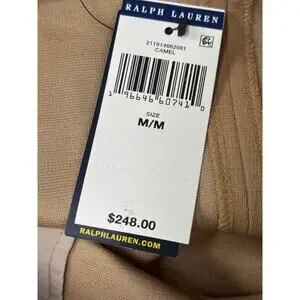 RALPH LAUREN
211914662001
CAMEL
1 96646 60741 0
SIZE
M/M
$248.00
RALPHLAUREN.COM